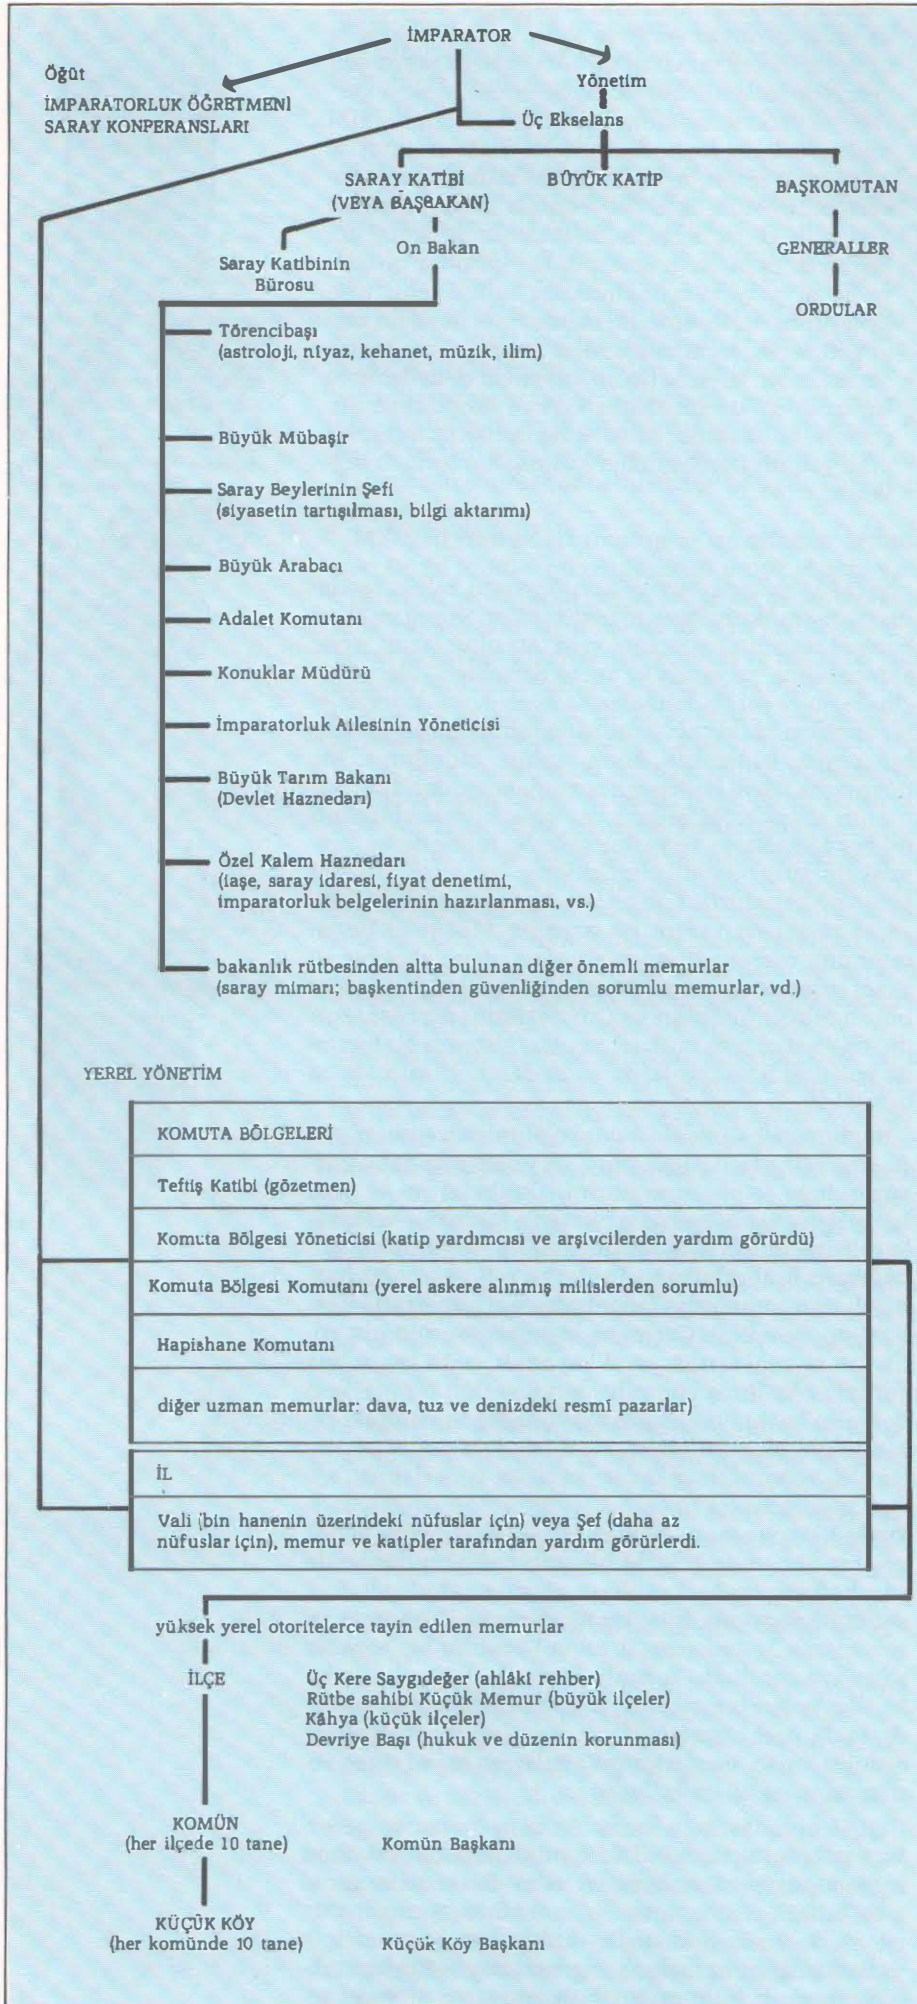 İMPARATOR
Öğüt
İMPARATORLUK ÖĞRETMENİ
SARAY KONPERANSLARI
Yönetim
Üç Ekselans
SARAY KATİBİ
(VEYA BAŞBAKAN)
BÜYÜK KATİP
BAŞKOMUTAN
Saray Katibinin
Bürosu
On Bakan
GENERALLER
ORDULAR
Törencibaşı
(astroloji, niyaz, kehanet, müzik, ilim)
Büyük Mübaşir
Saray Beylerinin Şefi
(siyasetin tartışılması, bilgi aktarımı)
Büyük Arabacı
Adalet Komutanı
Konuklar Müdürü
İmparatorluk Ailesinin Yöneticisi
Büyük Tarım Bakanı
(Devlet Haznedarı)
Özel Kalem Haznedarı
(iaşe, saray idaresi, fiyat denetimi,
imparatorluk belgelerinin hazırlanması, vs.)
bakanlık rütbesinden altta bulunan diğer önemli memurlar
(saray mimarı; başkentinden güvenliğinden sorumlu memurlar, vd.)
YEREL YÖNETİM
KOMUTA BÖLGELERİ
Teftiş Katibi (gözetmen)
Komuta Bölgesi Yöneticisi (katip yardımcısı ve arşivcilerden yardım görürdü)
Komuta Bölgesi Komutanı (yerel askere alınmış milislerden sorumlu)
Hapishane Komutanı
diğer uzman memurlar: dava, tuz ve denizdeki resmî pazarlar)
İL
Vali (bin hanenin üzerindeki nüfuslar için) veya Şef (daha az
nüfuslar için), memur ve katipler tarafından yardım görürlerdi.
yüksek yerel otoritelerce tayin edilen memurlar
İLÇE
Üç Kere Saygıdeğer (ahlâki rehber)
Rütbe sahibi Küçük Memur (büyük ilçeler)
Kâhya (küçük ilçeler)
Devriye Başı (hukuk ve düzenin korunması)
KOMÜN
(her ilçede 10 tane)
Komün Başkanı
KÜÇÜK KÖY
(her komünde 10 tane)
Küçük Köy Başkanı